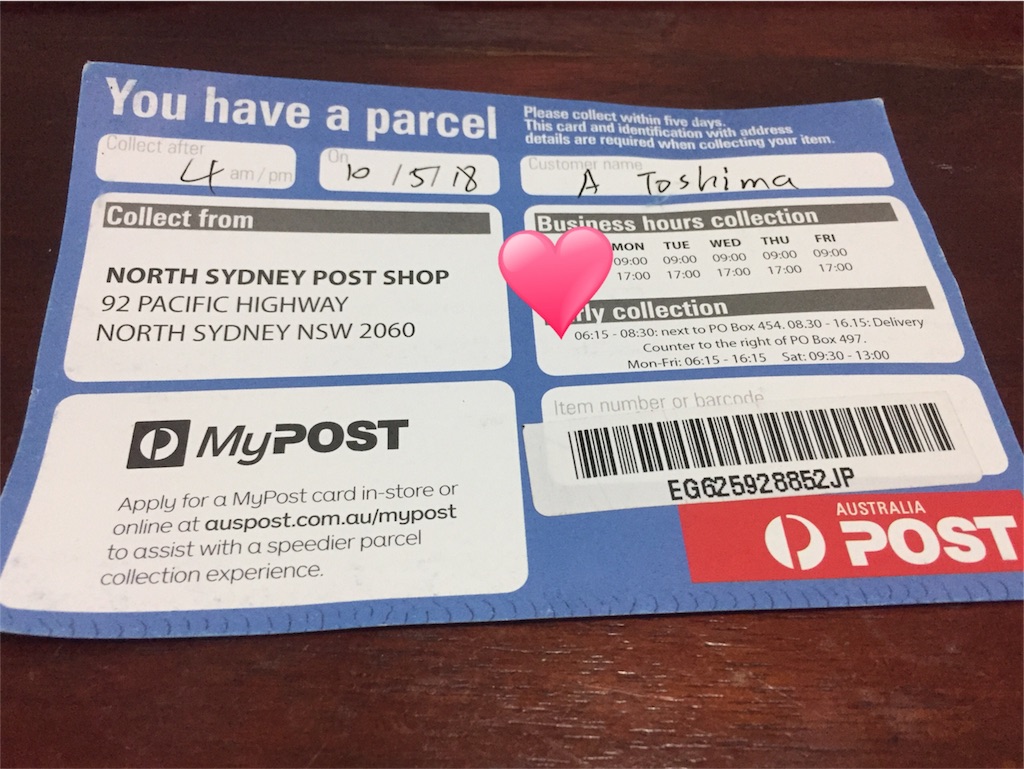 You have a parcel
Please collect within five days.
This card and identification with address
details are required when collecting your item.
Collect after
4 am / pm
On
10 / 5 / 18
Customer name
A Toshima
Collect from
NORTH SYDNEY POST SHOP
92 PACIFIC HIGHWAY
NORTH SYDNEY NSW 2060
Business hours collection
MON TUE WED THU FRI
09:00 09:00 09:00 09:00 09:00
17:00 17:00 17:00 17:00 17:00
collection
06:15 - 08:30: next to PO Box 454. 08.30 - 16.15: Delivery
Counter to the right of PO Box 497.
Mon-Fri: 06:15 - 16:15 Sat: 09:30 - 13:00
MyPOST
Apply for a MyPost card in-store or
online at auspost.com.au/mypost
to assist with a speedier parcel
collection experience.
Item number or barcode
EG625928852JP
AUSTRALIA
POST